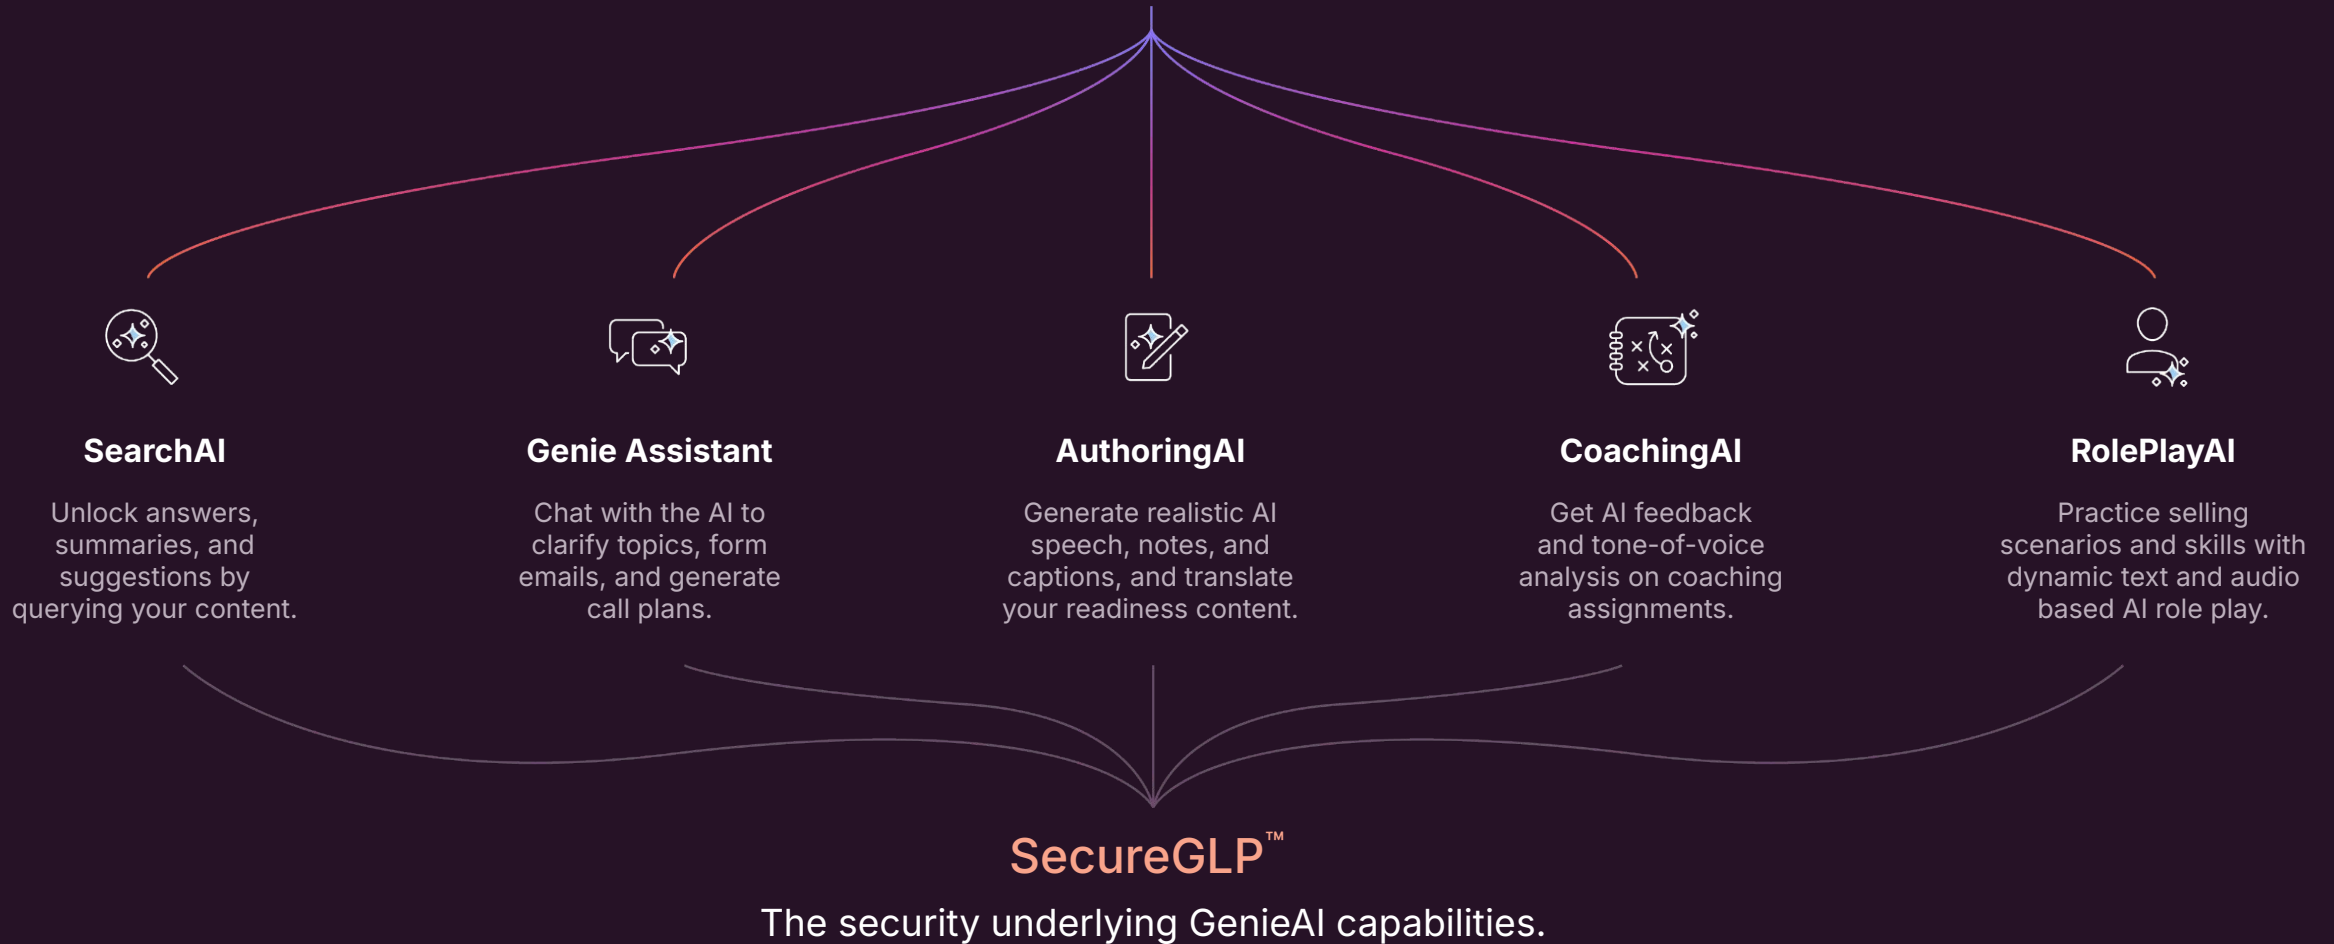 SearchAI
Unlock answers,
summaries, and
suggestions by
querying your content.
Genie Assistant
Chat with the AI to
clarify topics, form
emails, and generate
call plans.
AuthoringAI
Generate realistic AI
speech, notes, and
captions, and translate
your readiness content.
CoachingAI
Get AI feedback
and tone-of-voice
analysis on coaching
assignments.
RolePlayAI
Practice selling
scenarios and skills with
dynamic text and audio
based AI role play.
SecureGLP™
The security underlying GenieAI capabilities.